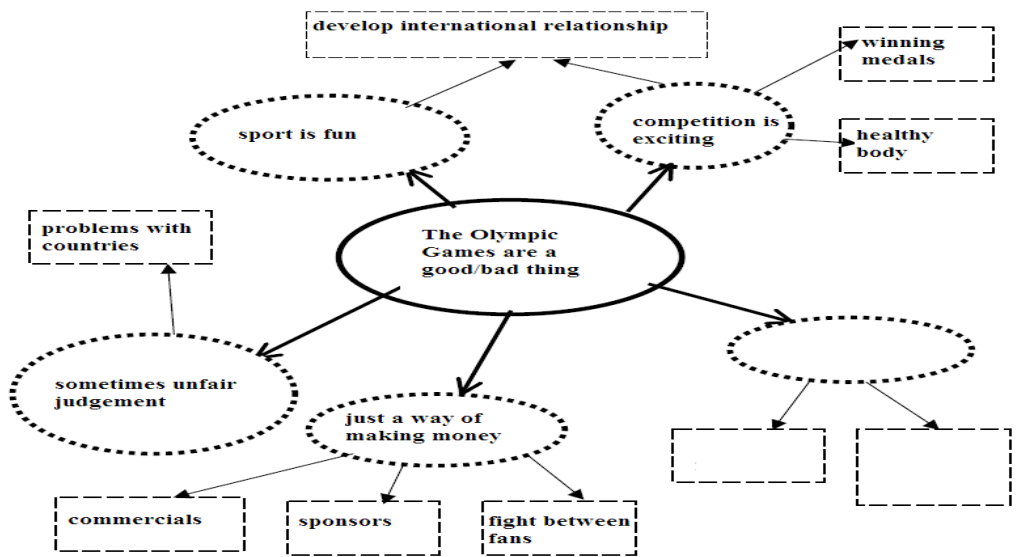 develop international relationship
winning
medals
sport is fun
competition is
exciting
healthy
body
problems with
countries
The Olympic
Games are a
good/bad thing
sometimes unfair
judgement
just a way of
making money
commercials
sponsors
fight between
fans